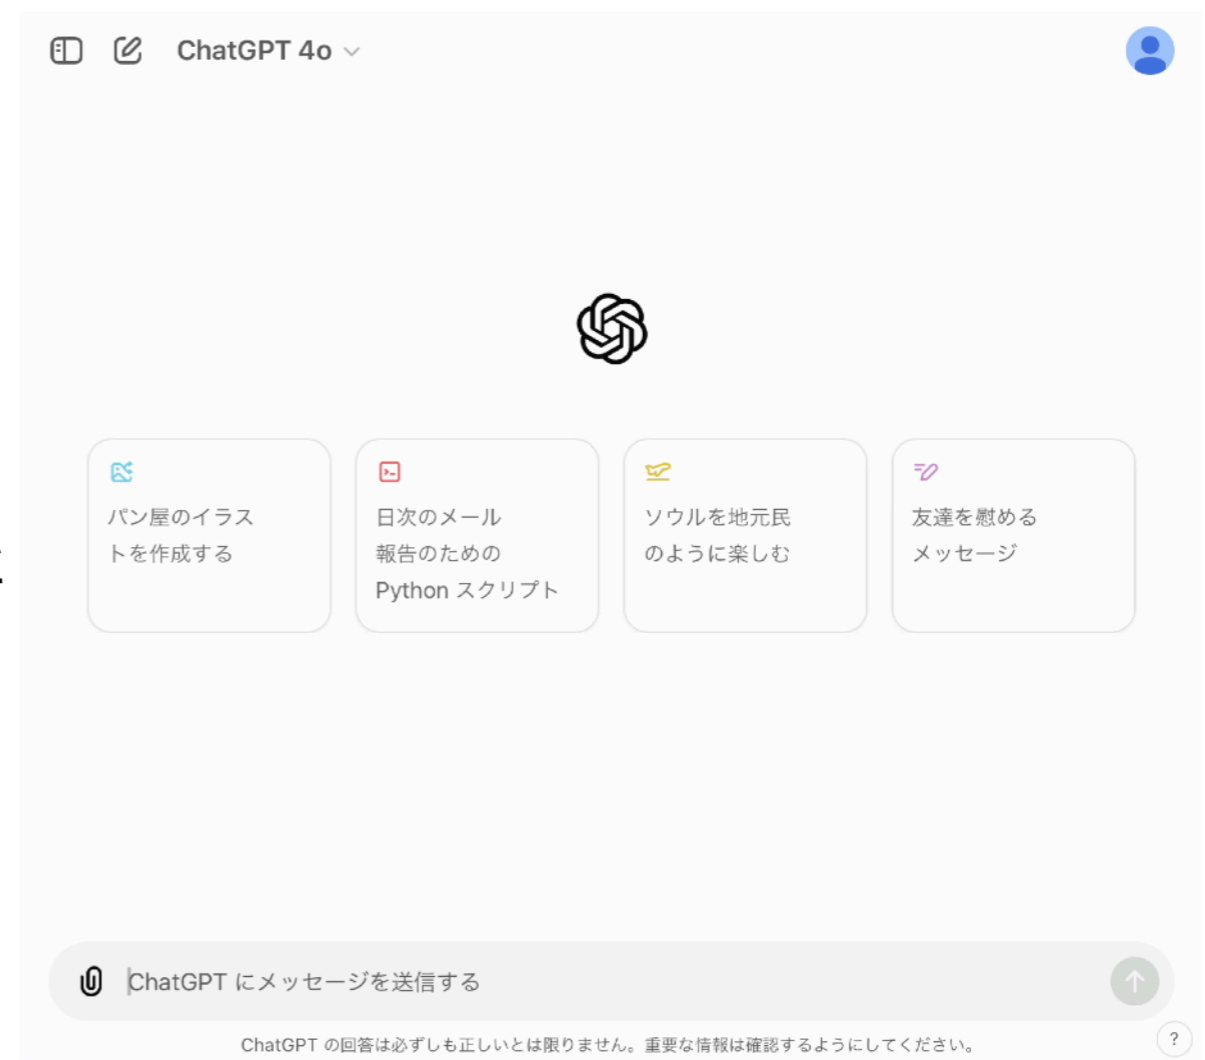 ChatGPT 4o
パン屋のイラス
トを作成する
日次のメール
報告のための
Python スクリプト
ソウルを地元民
のように楽しむ
友達を慰める
メッセージ
ChatGPT にメッセージを送信する
ChatGPT の回答は必ずしも正しいとは限りません。重要な情報は確認するようにしてください。
?